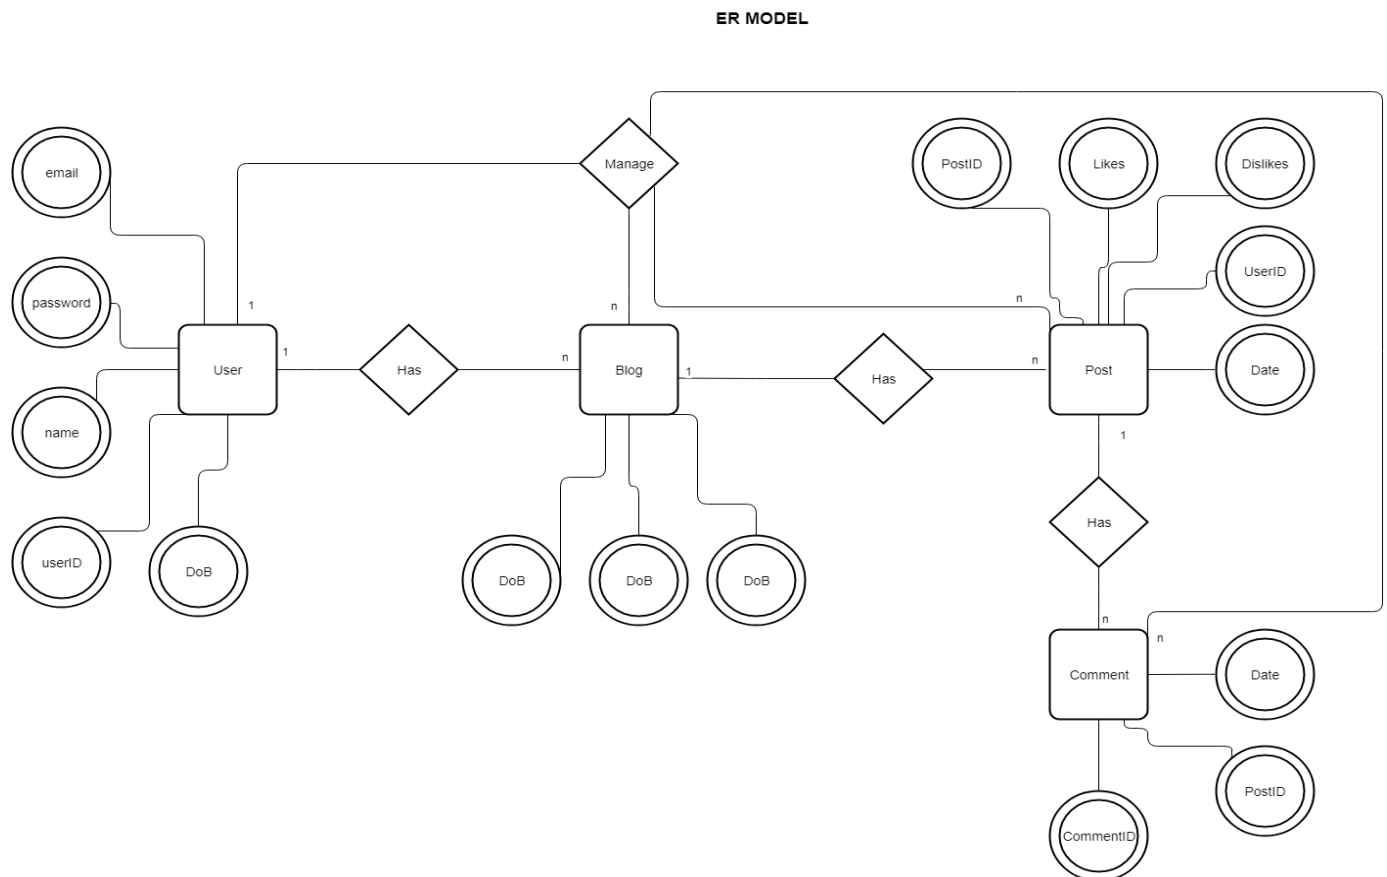 ER MODEL
email
Manage
PostID
Likes
Dislikes
UserID
password
1
n
n
User
1
Has
n
Blog
1
Has
n
Post
Date
name
1
userID
DoB
DoB
DoB
DoB
Has
n
n
Comment
Date
PostID
CommentID